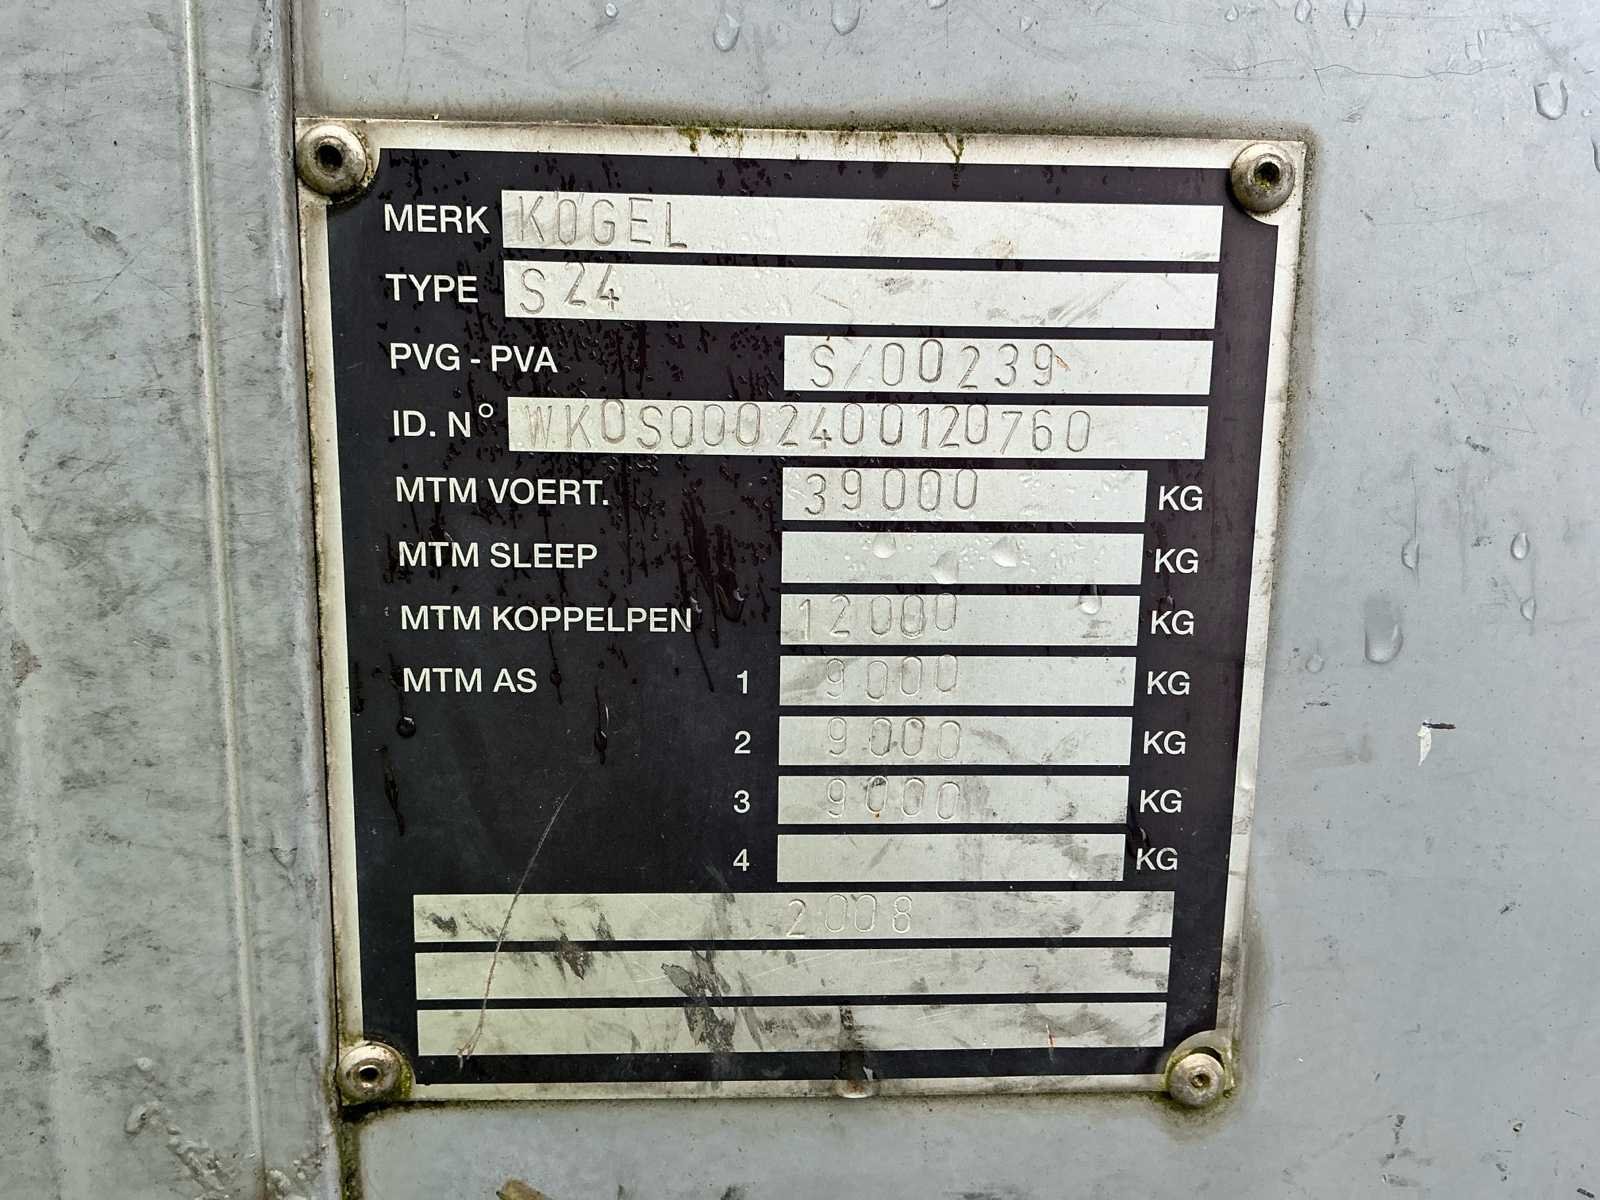 MERK KOGEL
TYPE S24
PVG - PVA S/00239
ID. N° WK0S0002400120760
MTM VOERT. 39000 KG
MTM SLEEP KG
MTM KOPPELPEN 12000 KG
MTM AS 1 9000 KG
2 9000 KG
3 9000 KG
4 KG
2008